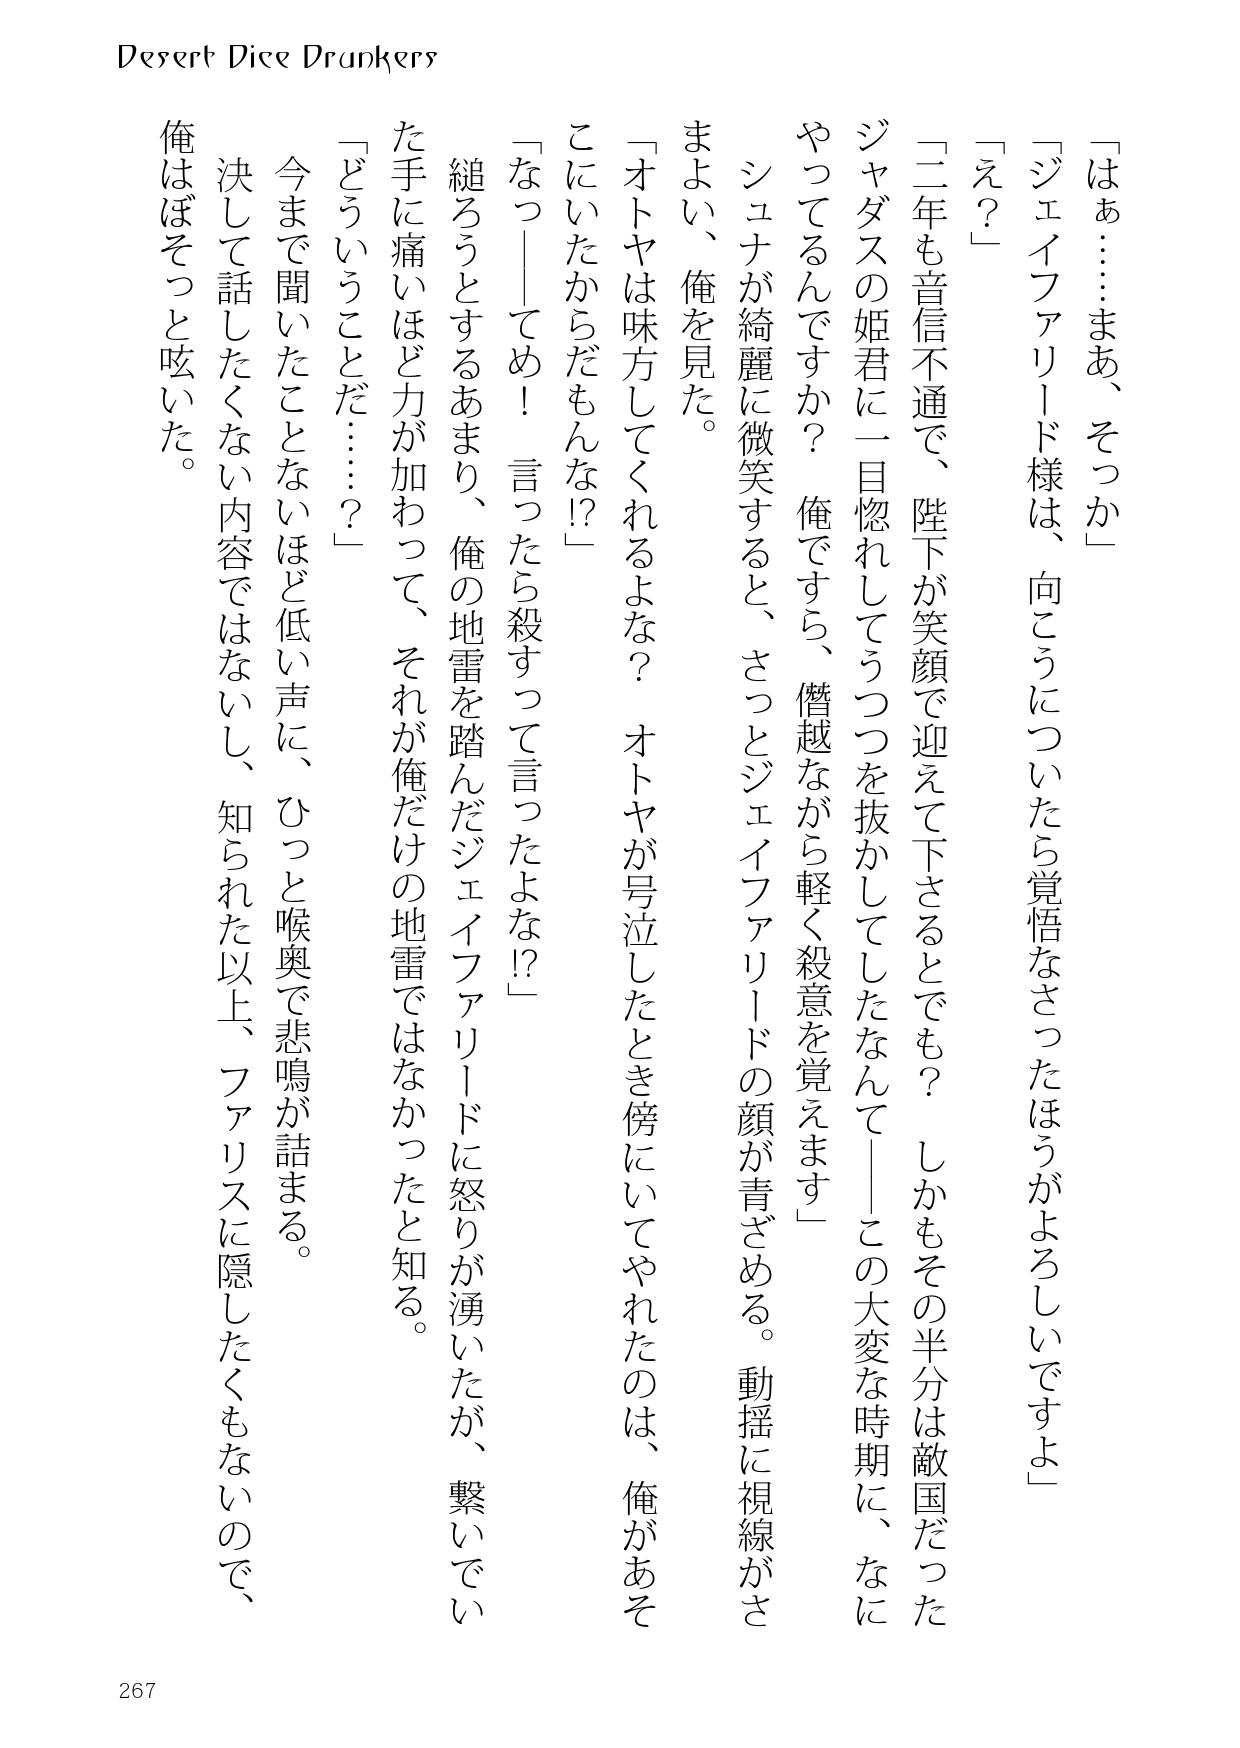 Desert Dice Drunkers
「はぁ……まあ、そっか」
「ジェイファリード様は、向こうについたら覚悟なさったほうがよろしいですよ」
「え？」
「二年も音信不通で、陛下が笑顔で迎えて下さるとでも？　しかもその半分は敵国だった
ジャダスの姫君に一目惚れしてうつつを抜かしてしたなんて――この大変な時期に、なに
やってるんですか？　俺ですら、僭越ながら軽く殺意を覚えます」
　シュナが綺麗に微笑すると、さっとジェイファリードの顔が青ざめる。動揺に視線がさ
まよい、俺を見た。
「オトヤは味方してくれるよな？　オトヤが号泣したとき傍にいてやれたのは、俺があそ
こにいたからだもんな!?」
「なっ――てめ！　言ったら殺すって言ったよな!?」
　縋ろうとするあまり、俺の地雷を踏んだジェイファリードに怒りが湧いたが、繋いでい
た手に痛いほど力が加わって、それが俺だけの地雷ではなかったと知る。
「どういうことだ……？」
　今まで聞いたことないほど低い声に、ひっと喉奥で悲鳴が詰まる。
　決して話したくない内容ではないし、知られた以上、ファリスに隠したくもないので、
俺はぼそっと呟いた。
267